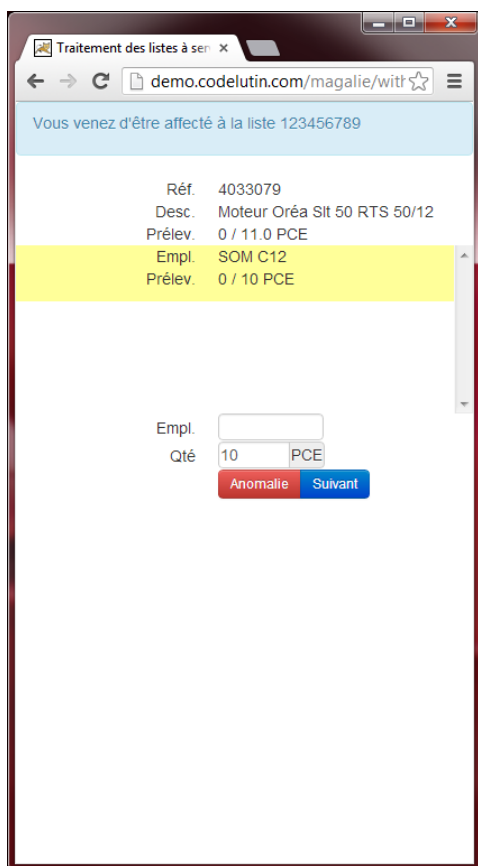 Traitement des listes à ser
demo.codelutin.com/magalie/with
Vous venez d'être affecté à la liste 123456789
Réf. 4033079
Desc. Moteur Oréa Slt 50 RTS 50/12
Prélev. 0 / 11.0 PCE
Empl. SOM C12
Prélev. 0 / 10 PCE
Empl.
Qté 10 PCE
Anomalie Suivant